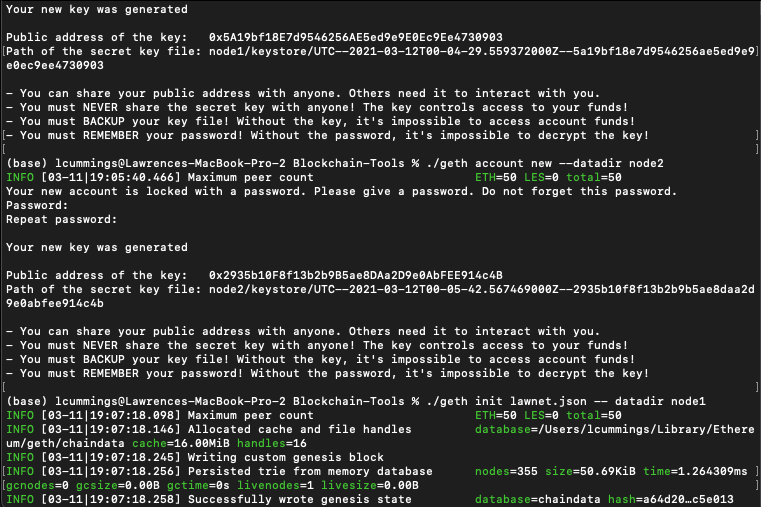 Your new key was generated
Public address of the key:   0x5A19bf18E7d9546256AE5ed9e9E0Ec9Ee4730903
Path of the secret key file: node1/keystore/UTC--2021-03-12T00-04-29.559372000Z--5a19bf18e7d9546256ae5ed9e9
e0ec9ee4730903
- You can share your public address with anyone. Others need it to interact with you.
- You must NEVER share the secret key with anyone! The key controls access to your funds!
- You must BACKUP your key file! Without the key, it's impossible to access account funds!
- You must REMEMBER your password! Without the password, it's impossible to decrypt the key!
(base) lcummings@Lawrences-MacBook-Pro-2 Blockchain-Tools % ./geth account new --datadir node2
INFO [03-11|19:05:40.466] Maximum peer count                       ETH=50 LES=0 total=50
Your new account is locked with a password. Please give a password. Do not forget this password.
Password:
Repeat password:
Your new key was generated
Public address of the key:   0x2935b10F8f13b2b9B5ae8DAa2D9e0AbFEE914c4B
Path of the secret key file: node2/keystore/UTC--2021-03-12T00-05-42.567469000Z--2935b10f8f13b2b9b5ae8daa2d
9e0abfee914c4b
- You can share your public address with anyone. Others need it to interact with you.
- You must NEVER share the secret key with anyone! The key controls access to your funds!
- You must BACKUP your key file! Without the key, it's impossible to access account funds!
- You must REMEMBER your password! Without the password, it's impossible to decrypt the key!
(base) lcummings@Lawrences-MacBook-Pro-2 Blockchain-Tools % ./geth init lawnet.json -- datadir node1
INFO [03-11|19:07:18.098] Maximum peer count                       ETH=50 LES=0 total=50
INFO [03-11|19:07:18.146] Allocated cache and file handles         database=/Users/lcummings/Library/Ethere
um/geth/chaindata cache=16.00MiB handles=16
INFO [03-11|19:07:18.245] Writing custom genesis block
INFO [03-11|19:07:18.256] Persisted trie from memory database      nodes=355 size=50.69KiB time=1.264309ms
gcnodes=0 gcsize=0.00B gctime=0s livenodes=1 livesize=0.00B
INFO [03-11|19:07:18.258] Successfully wrote genesis state         database=chaindata hash=a64d20…c5e013